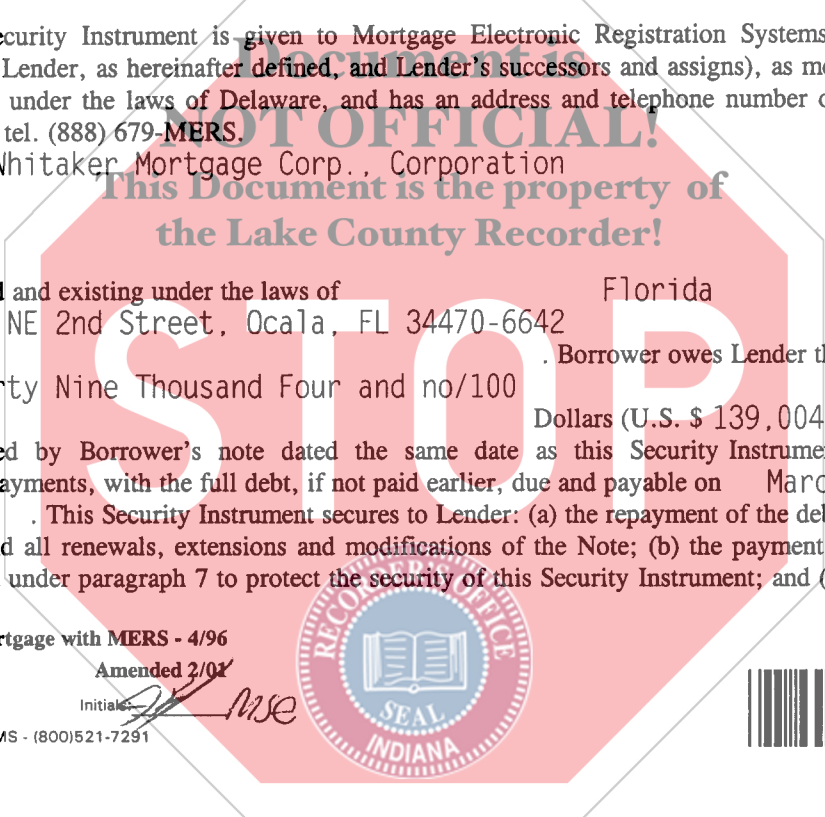 ecurity Instrument is given to Mortgage Electronic Registration Systems
Document is
Lender, as hereinafter defined, and Lender's successors and assigns), as
under the laws of Delaware, and has an address and telephone number
NOT OFFICIAL!
tel. (888) 679-MERS.
Whitaker Mortgage Corp., Corporation
This Document is the property of
the Lake County Recorder!
and existing under the laws of Florida
NE 2nd Street, Ocala, FL 34470-6642
. Borrower owes Lender
rty Nine Thousand Four and no/100
Dollars (U.S. $ 139,004
STOP
ed by Borrower's note dated the same date as this Security Instrume
ayments, with the full debt, if not paid earlier, due and payable on Marc
. This Security Instrument secures to Lender: (a) the repayment of the
d all renewals, extensions and modifications of the Note; (b) the payment
under paragraph 7 to protect the security of this Security Instrument; and (
rtgage with MERS - 4/96
Amended 2/01
Initials:
MS - (800)521-7291
RECORDER'S OFFICE
SEAL
INDIANA